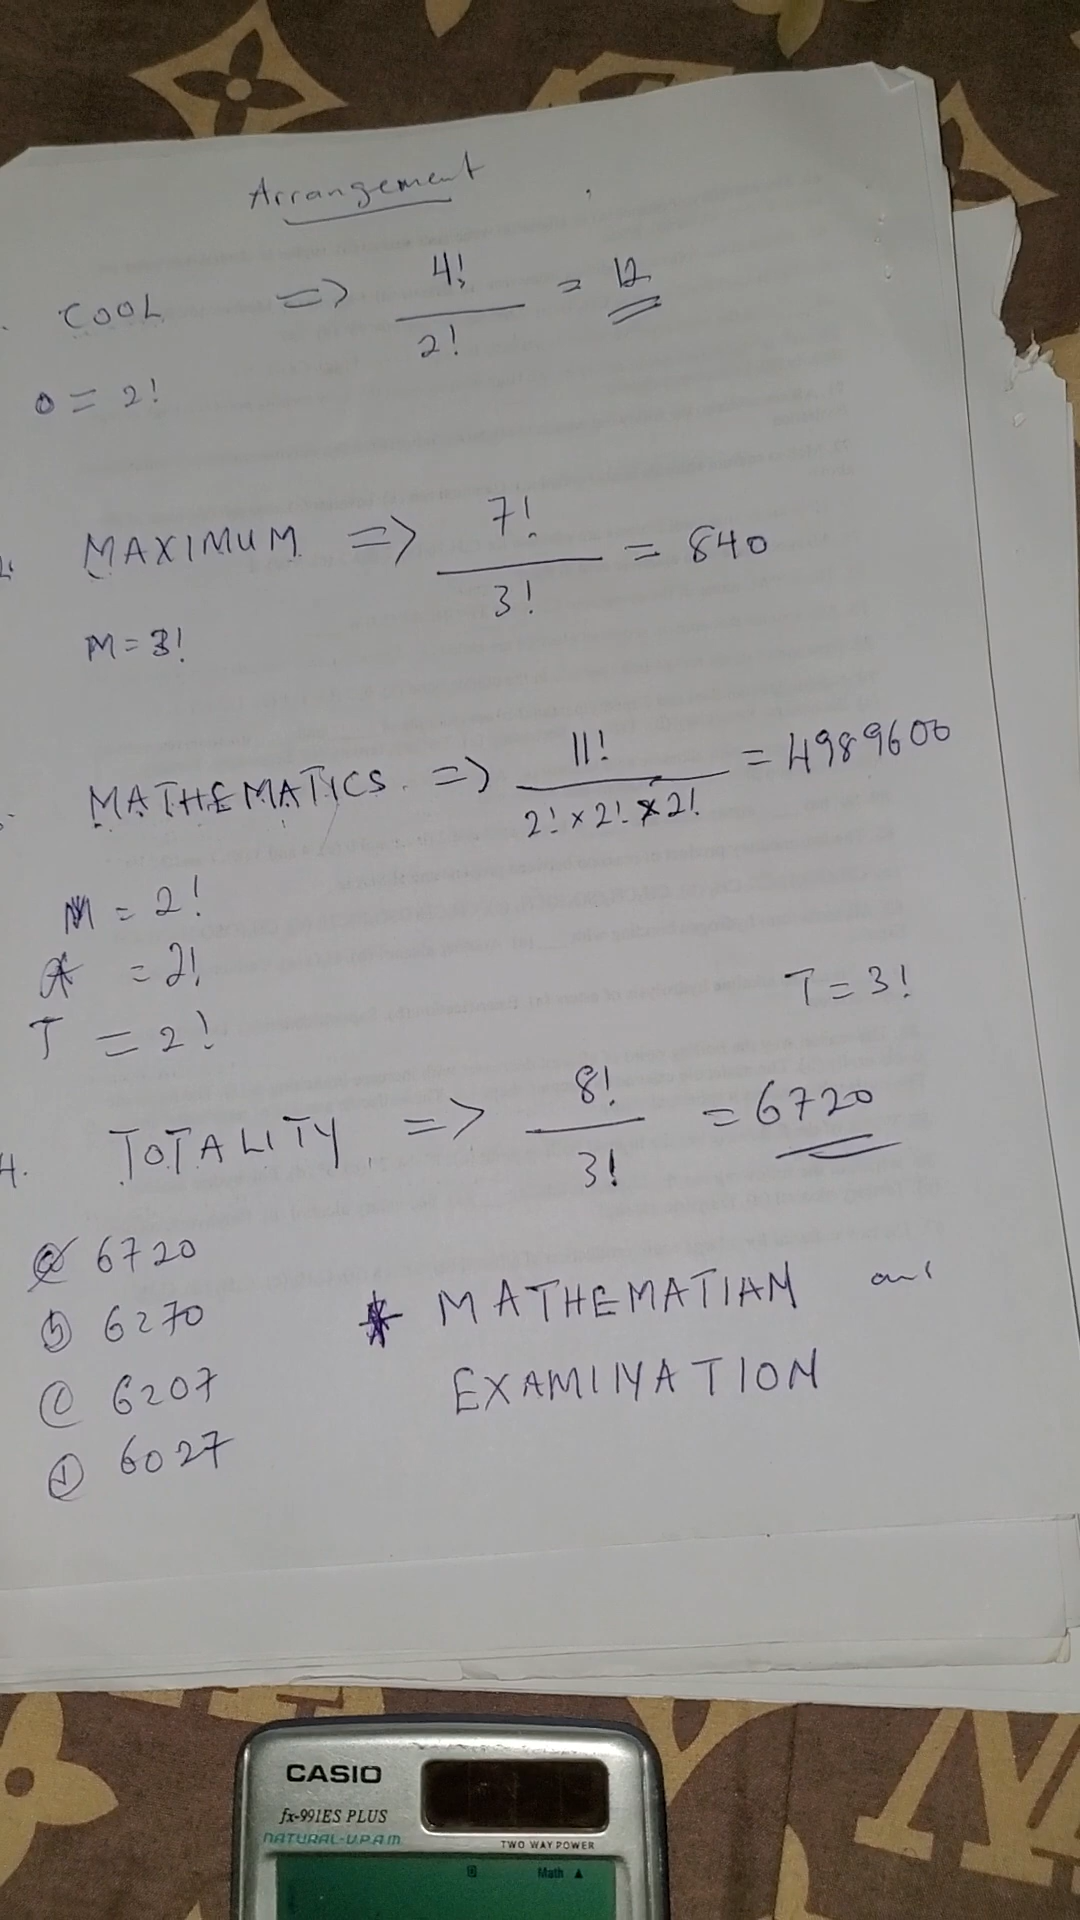 Arrangement
COOL => 4!/2! = 12
O = 2!
2. MAXIMUM => 7!/3! = 840
M = 3!
MATHEMATICS. => 11!/2! x 2! x 2! = 4989600
M = 2!
A = 2!
T = 2!
T = 3!
4. TOTALITY. => 8!/3! = 6720
a 6720
b 6270
c 6207
d 6027
* MATHEMATIAN and
EXAMINATION
CASIO
fx-991ES PLUS
NATURAL-V.P.A.M.
TWO WAY POWER
D Math ▲